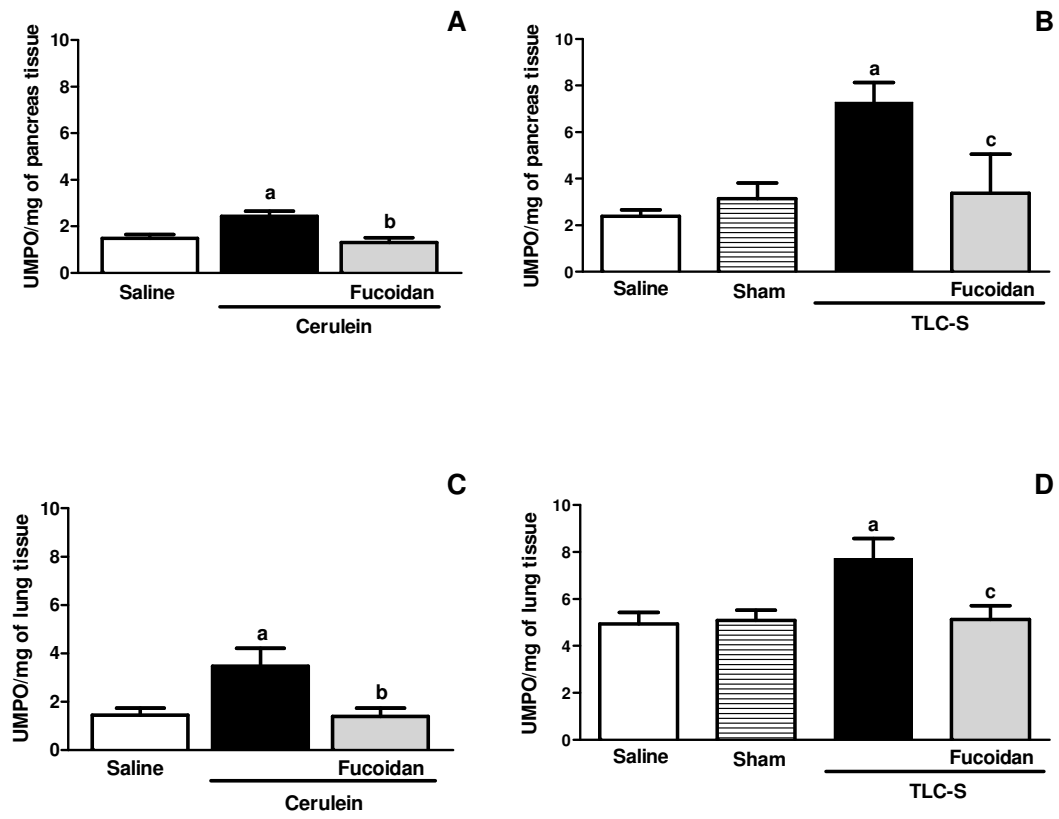 A
UMPO/mg of pancreas tissue
10
8
6
4
2
0
a
b
Saline
Fucoidan
Cerulein
B
UMPO/mg of pancreas tissue
10
8
6
4
2
0
a
c
Saline
Sham
Fucoidan
TLC-S
C
UMPO/mg of lung tissue
10
8
6
4
2
0
a
b
Saline
Fucoidan
Cerulein
D
UMPO/mg of lung tissue
10
8
6
4
2
0
a
c
Saline
Sham
Fucoidan
TLC-S